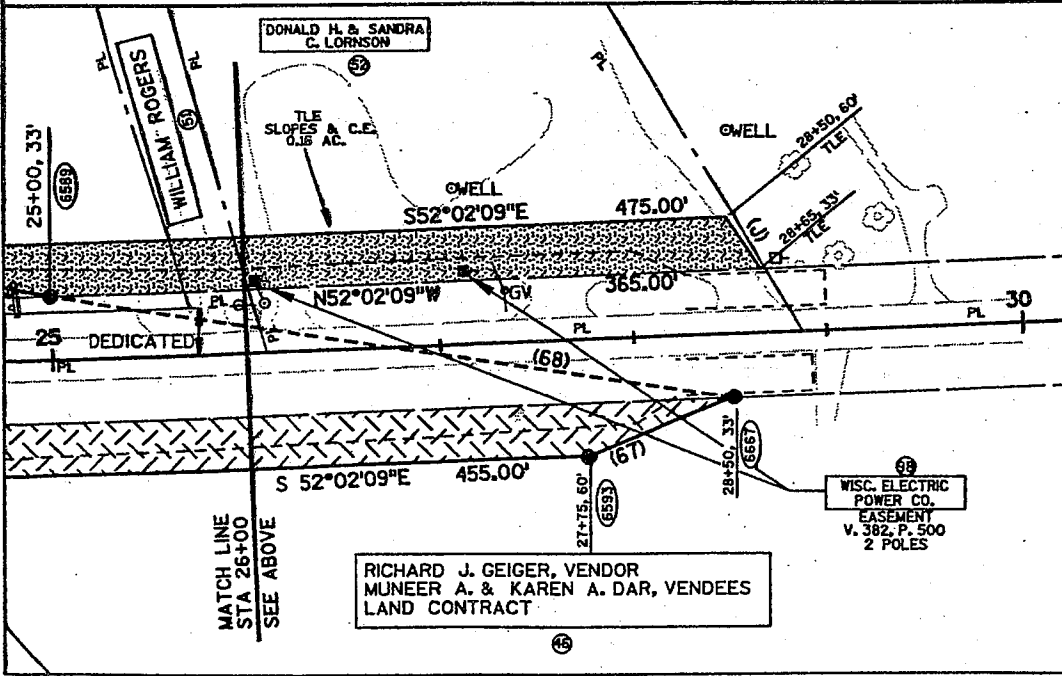 DONALD H. & SANDRA
C. LORNSON
52
PL
PL
WILLIAM ROGERS
51
PL
TLE
SLOPES & C.E.
0.16 AC.
WELL
28+50, 60'
TLE
25+00, 33'
6589
WELL
S52°02'09"E 475.00'
28+65, 33'
TLE
N52°02'09"W
PGV
365.00'
PL
30
PL
PL
25
DEDICATED
PL
PL
(68)
(67)
S 52°02'09"E 455.00'
27+75, 60'
6593
28+50, 33'
6667
58
WISC. ELECTRIC
POWER CO.
EASEMENT
V. 382, P. 500
2 POLES
MATCH LINE
STA 26+00
SEE ABOVE
RICHARD J. GEIGER, VENDOR
MUNEER A. & KAREN A. DAR, VENDEES
LAND CONTRACT
46